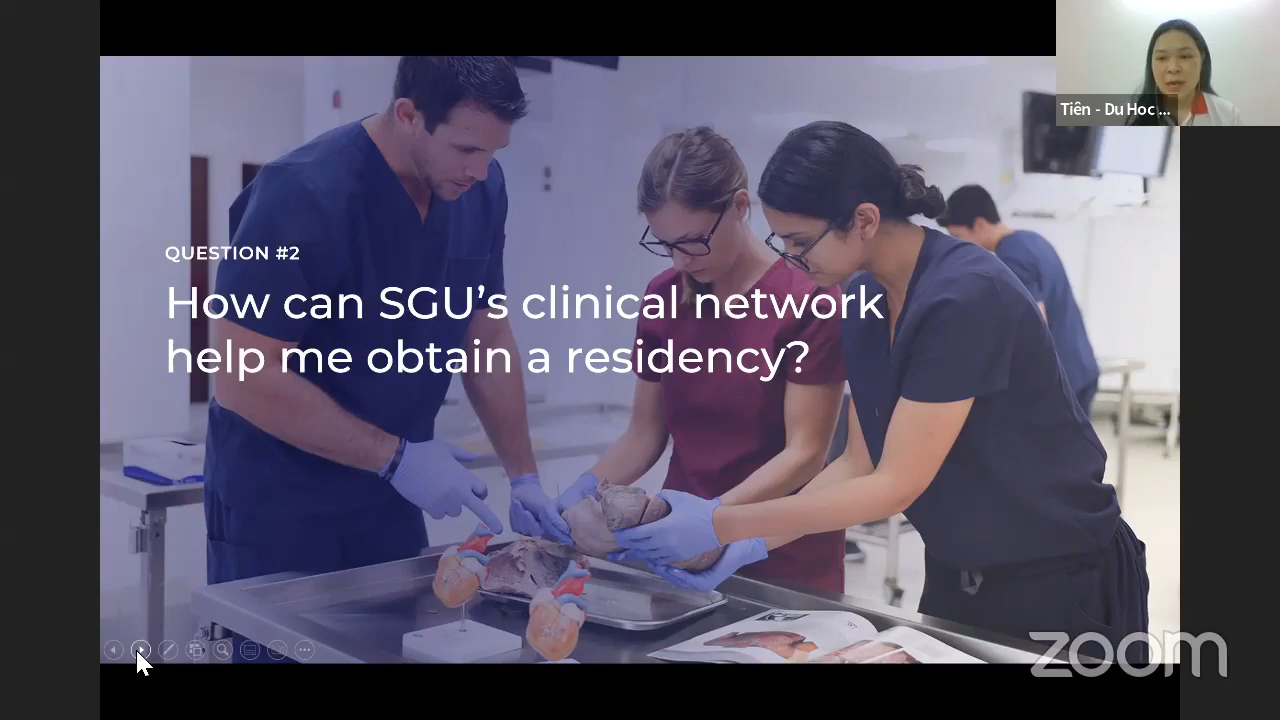 Tiên - Du Hoc ...
QUESTION #2
How can SGU's clinical network
help me obtain a residency?
zoom